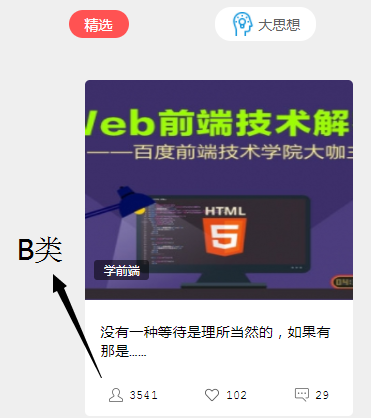 精选
大思想
Web前端技术解
——百度前端技术学院大咖
HTML
5
学前端
B类
没有一种等待是理所当然的，如果有
那是......
3541
102
29